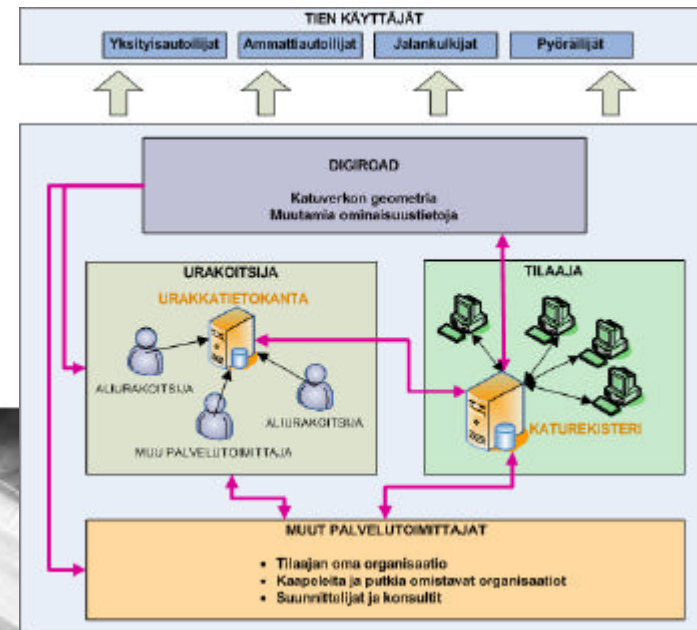 TIEN KÄYTTÄJÄT
Yksityisautoilijat Ammattiautoilijat Jalankulkijat Pyöräilijät
DIGIROAD
Katuverkon geometria
Muutamia ominaisuustietoja
URAKOITSIJA
URAKKATIETOKANTA
ALIURAKOITSIJA
ALIURAKOITSIJA
MUU PALVELUTOIMITTAJA
TILAAJA
KATUREKISTERI
MUUT PALVELUTOIMITTAJAT
• Tilaajan oma organisaatio
• Kaapeleita ja putkia omistavat organisaatiot
• Suunnittelijat ja konsultit